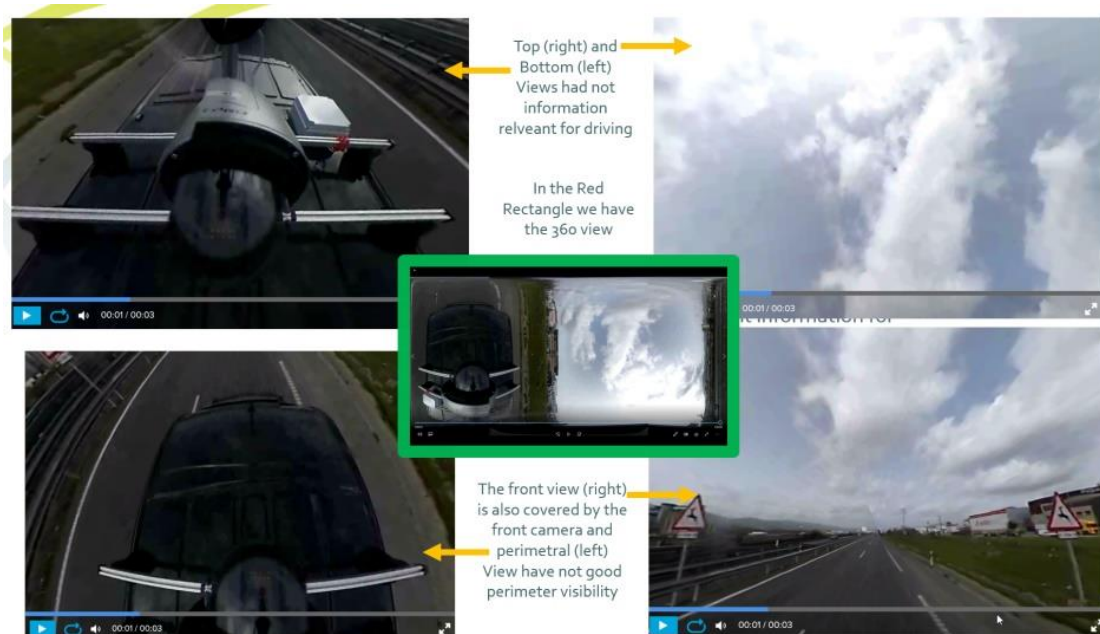 Top (right) and
Bottom (left)
Views had not
information
relveant for driving
In the Red
Rectangle we have
the 360 view
00:01 / 00:03
00:01 / 00:03
The front view (right)
is also covered by the
front camera and
perimetral (left)
View have not good
perimeter visibility
00:01 / 00:03
00:01 / 00:03